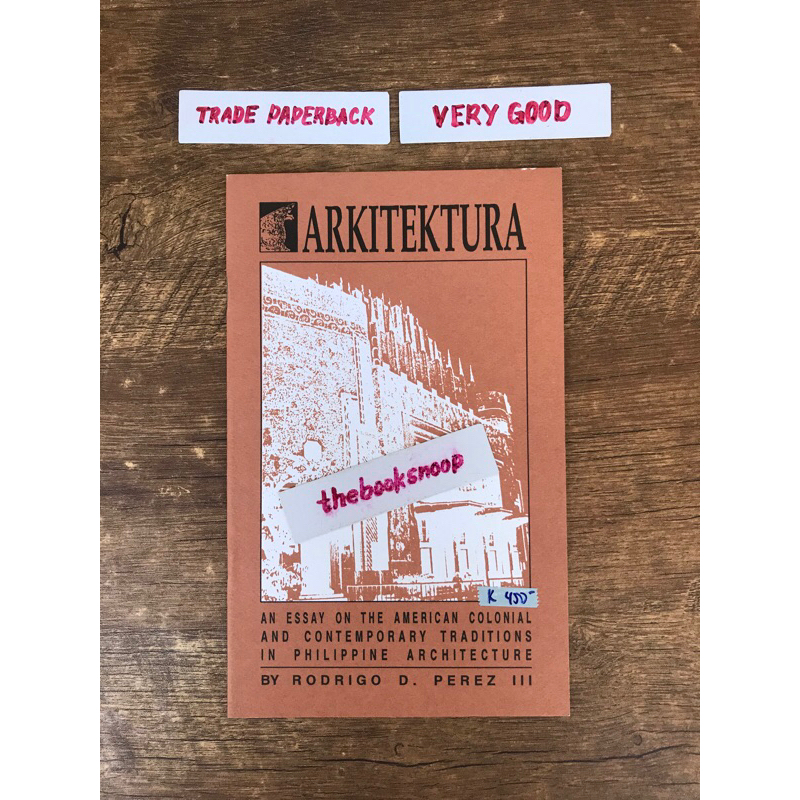 TRADE PAPERBACK
VERY GOOD
ARKITEKTURA
thebooksnoop
K 450-
AN ESSAY ON THE AMERICAN COLONIAL
AND CONTEMPORARY TRADITIONS
IN PHILIPPINE ARCHITECTURE
BY RODRIGO D. PEREZ III